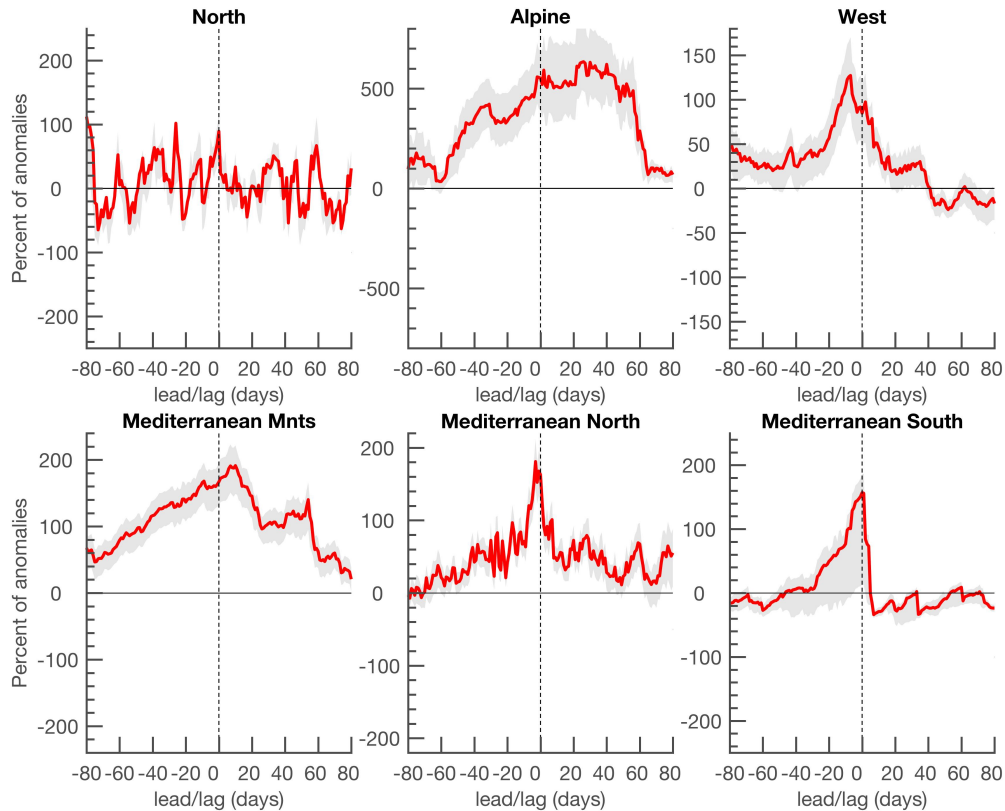 North Alpine West
Percent of anomalies
200 100 0 -100 -200
500 0 -500
150 100 50 0 -50 -100 -150
-80 -60 -40 -20 0 20 40 60 80 -80 -60 -40 -20 0 20 40 60 80 -80 -60 -40 -20 0 20 40 60 80
lead/lag (days) lead/lag (days) lead/lag (days)
Mediterranean Mnts Mediterranean North Mediterranean South
Percent of anomalies
200 100 0 -100 -200
200 100 0 -100 -200
200 100 0 -100 -200
-80 -60 -40 -20 0 20 40 60 80 -80 -60 -40 -20 0 20 40 60 80 -80 -60 -40 -20 0 20 40 60 80
lead/lag (days) lead/lag (days) lead/lag (days)